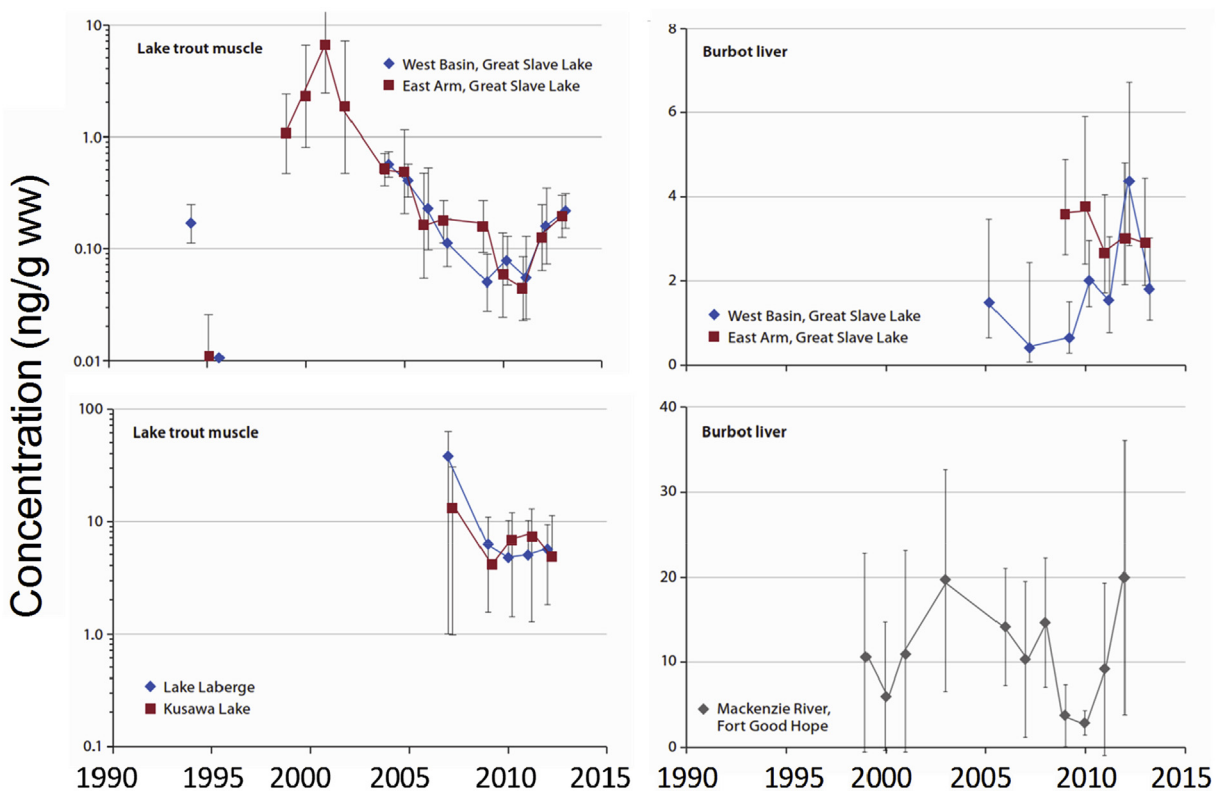 Concentration (ng/g ww)
10
1.0
0.10
0.01
Lake trout muscle
West Basin, Great Slave Lake
East Arm, Great Slave Lake
8
6
4
2
0
Burbot liver
West Basin, Great Slave Lake
East Arm, Great Slave Lake
100
10
1.0
0.1
Lake trout muscle
Lake Laberge
Kusawa Lake
1990 1995 2000 2005 2010 2015
40
30
20
10
0
Burbot liver
Mackenzie River,
Fort Good Hope
1990 1995 2000 2005 2010 2015